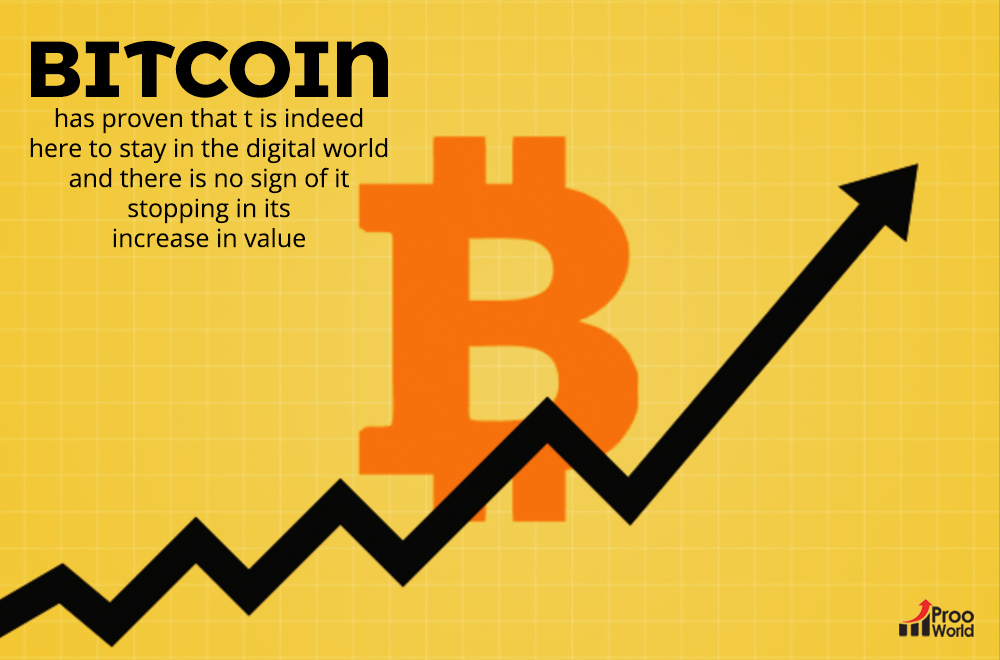 BITCOIN
has proven that t is indeed
here to stay in the digital world
and there is no sign of it
stopping in its
increase in value
Proo
World